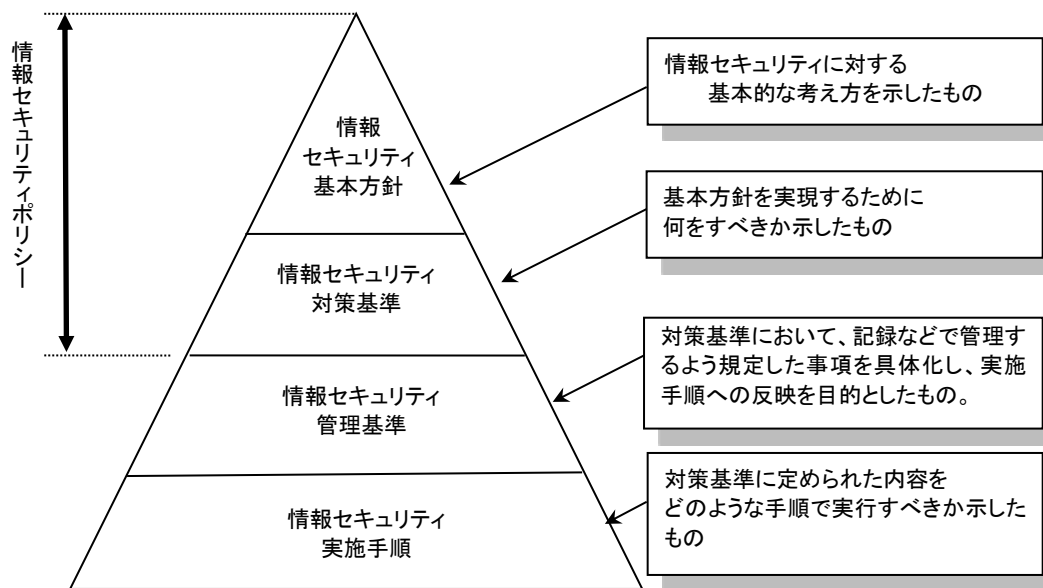 情報セキュリティポリシー
情報
セキュリティ
基本方針
情報セキュリティに対する
基本的な考え方を示したもの
情報セキュリティ
対策基準
基本方針を実現するために
何をすべきか示したもの
情報セキュリティ
管理基準
対策基準において、記録などで管理す
るよう規定した事項を具体化し、実施
手順への反映を目的としたもの。
情報セキュリティ
実施手順
対策基準に定められた内容を
どのような手順で実行すべきか示した
もの